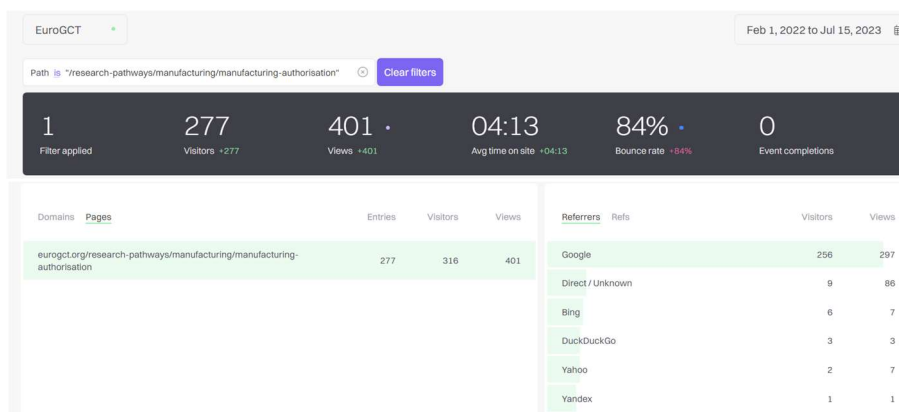 EuroGCT
Feb 1, 2022 to Jul 15, 2023
Path is "/research-pathways/manufacturing/manufacturing-authorisation"
Clear filters
1 277 401 04:13 84% 0
Filter applied Visitors +277 Views +401 Avg time on site +04:13 Bounce rate +84% Event completions
Domains Pages Entries Visitors Views
eurogct.org/research-pathways/manufacturing/manufacturing-
authorisation
277 316 401
Referrers Refs Visitors Views
Google 256 297
Direct / Unknown 9 86
Bing 6 7
DuckDuckGo 3 3
Yahoo 2 7
Yandex 1 1